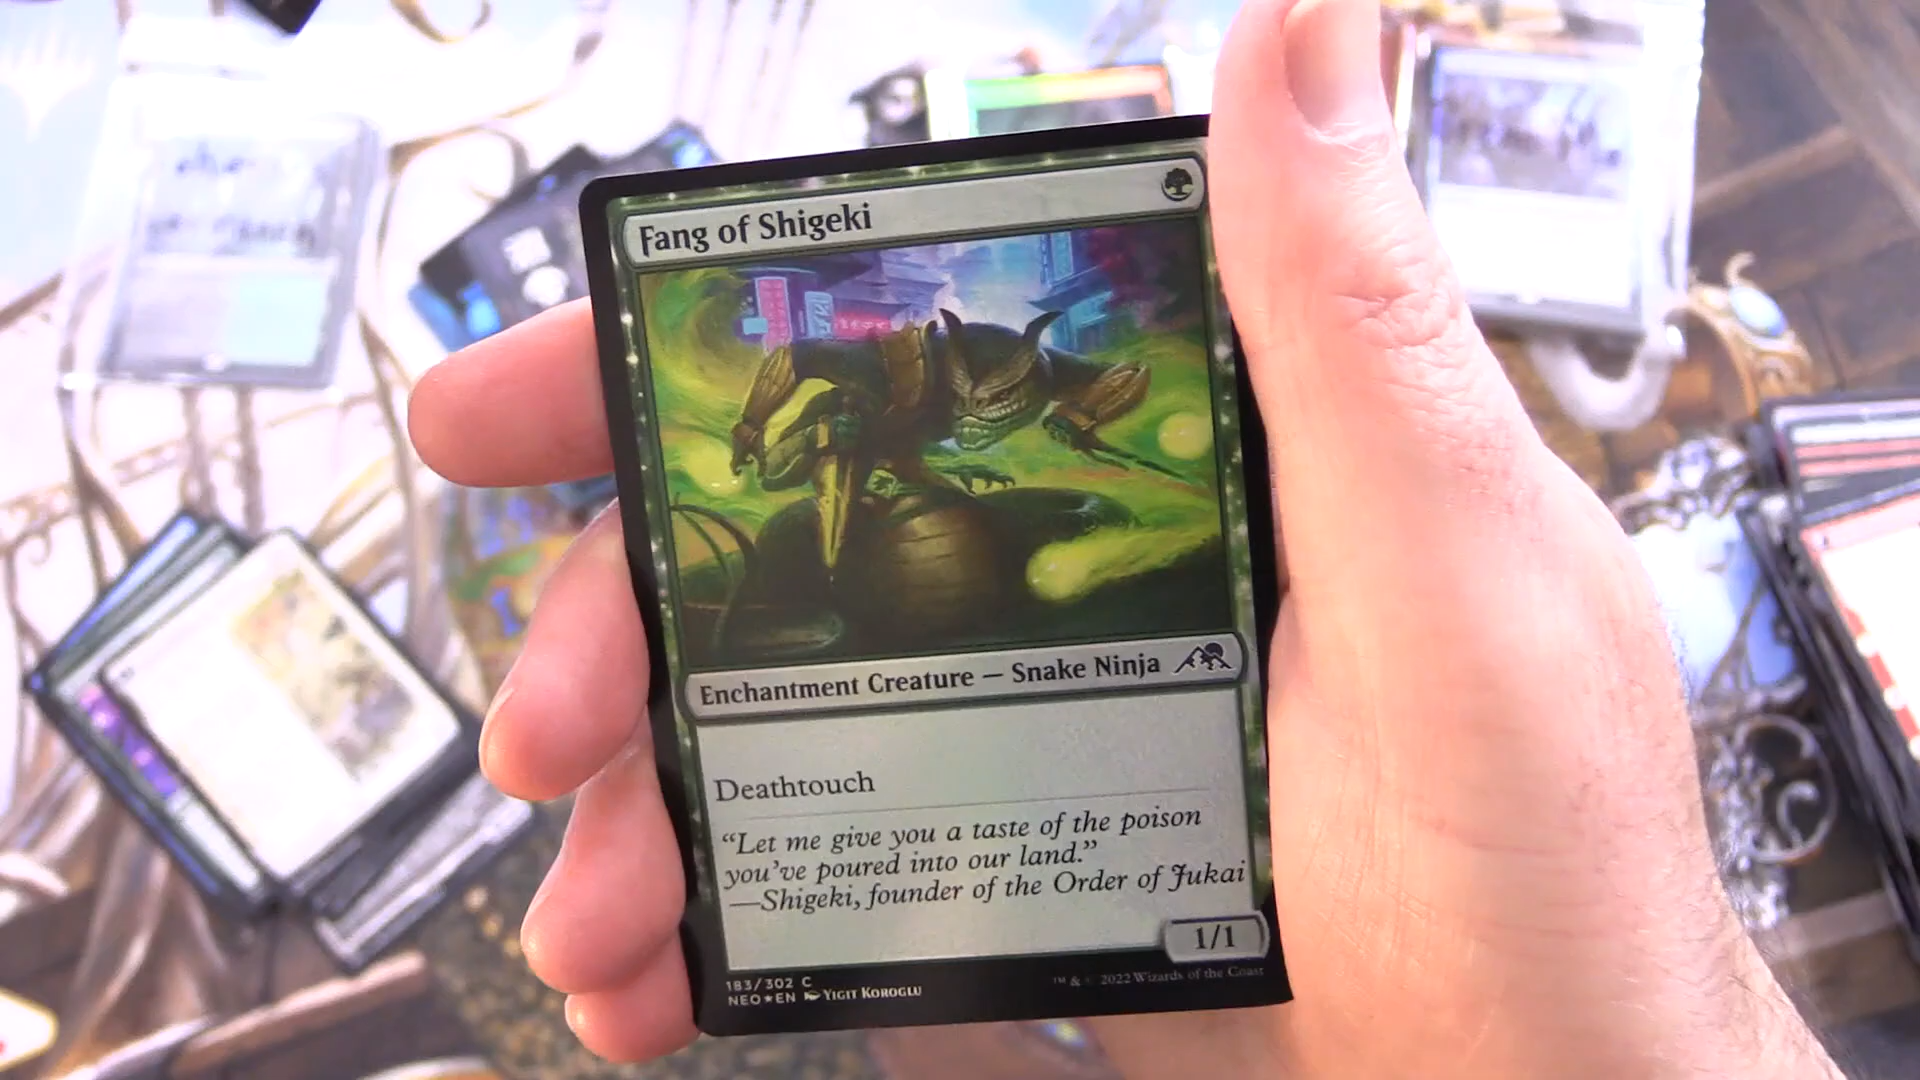 Fang of Shigeki
Enchantment Creature — Snake Ninja
Deathtouch
“Let me give you a taste of the poison
you’ve poured into our land.”
—Shigeki, founder of the Order of Jukai
1/1
183/302 C
NEO★EN Yigit Koroglu
™ & © 2022 Wizards of the Coast